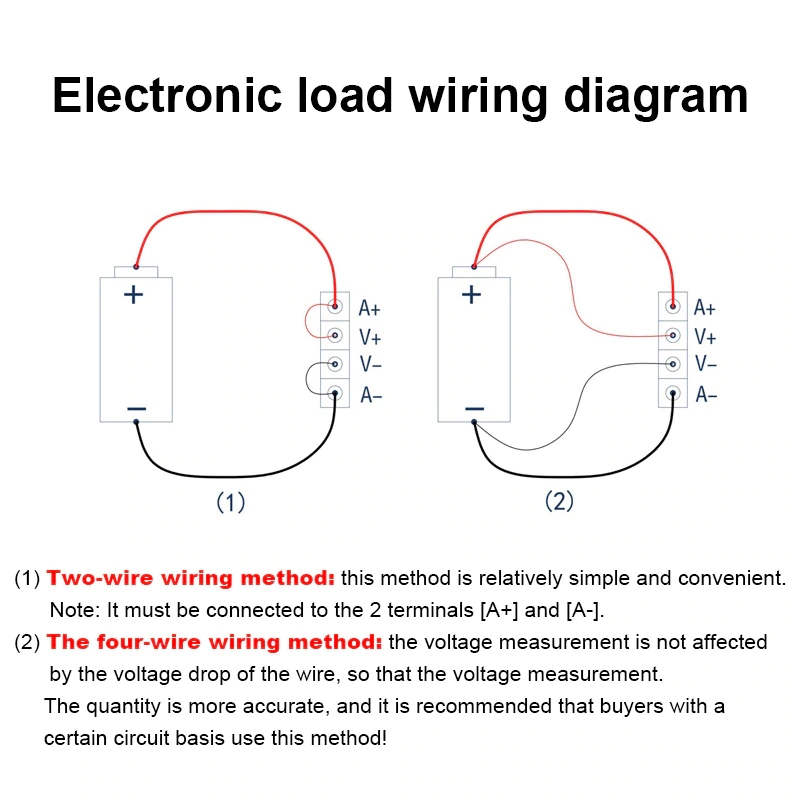 Electronic load wiring diagram
+
−
A+
V+
V−
A−
(1)
+
−
A+
V+
V−
A−
(2)
(1) Two-wire wiring method: this method is relatively simple and convenient.
Note: It must be connected to the 2 terminals [A+] and [A-].
(2) The four-wire wiring method: the voltage measurement is not affected
by the voltage drop of the wire, so that the voltage measurement.
The quantity is more accurate, and it is recommended that buyers with a
certain circuit basis use this method!